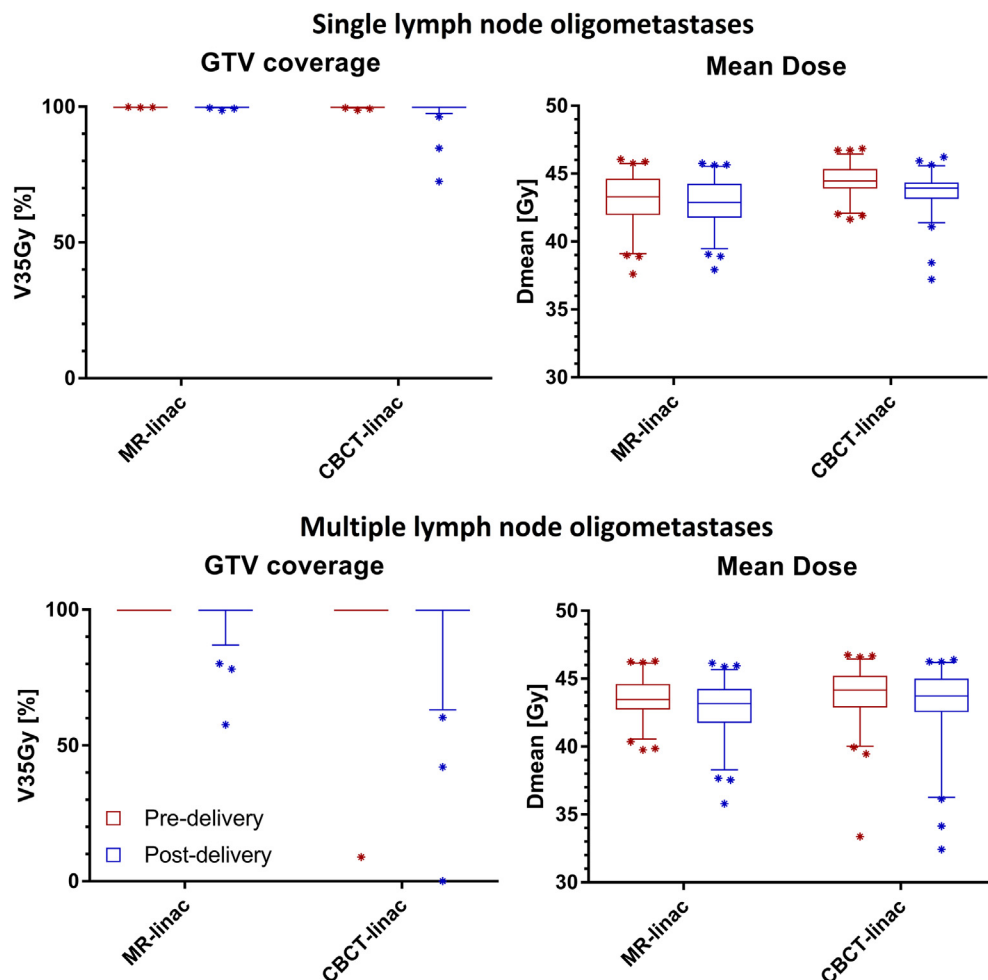 Single lymph node oligometastases
GTV coverage
V35Gy [%]
100
50
0
MR-linac
CBCT-linac
Mean Dose
Dmean [Gy]
50
45
40
35
30
MR-linac
CBCT-linac
Multiple lymph node oligometastases
GTV coverage
V35Gy [%]
100
50
0
Pre-delivery
Post-delivery
MR-linac
CBCT-linac
Mean Dose
Dmean [Gy]
50
45
40
35
30
MR-linac
CBCT-linac